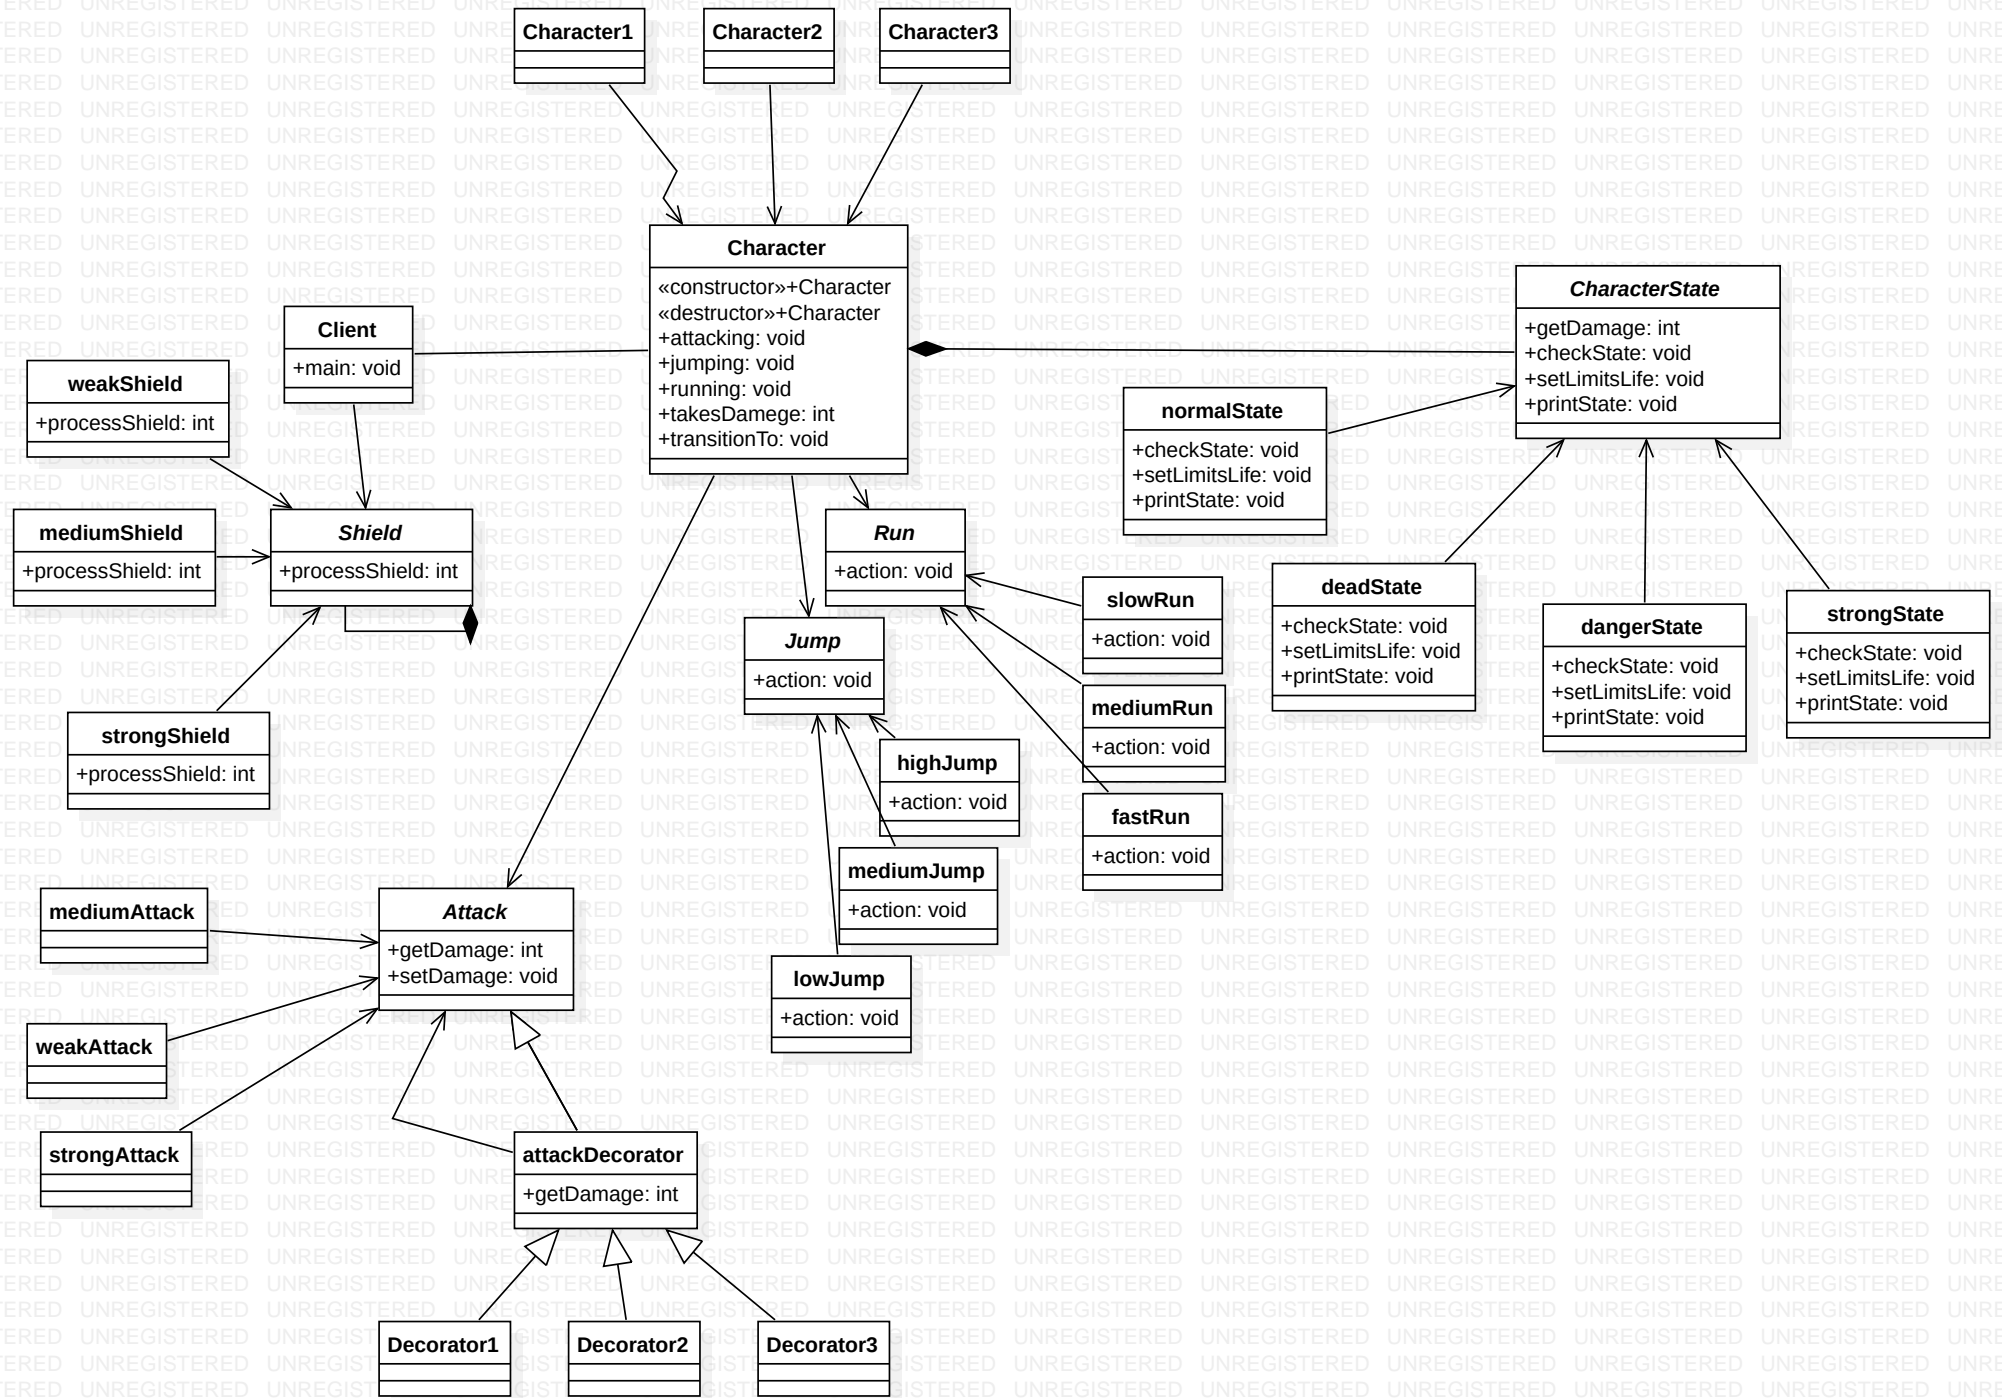 Character1
Character2
Character3
Character
«constructor»+Character
«destructor»+Character
+attacking: void
+jumping: void
+running: void
+takesDamege: int
+transitionTo: void
CharacterState
+getDamage: int
+checkState: void
+setLimitsLife: void
+printState: void
Client
+main: void
weakShield
+processShield: int
normalState
+checkState: void
+setLimitsLife: void
+printState: void
mediumShield
+processShield: int
Shield
+processShield: int
Run
+action: void
slowRun
+action: void
deadState
+checkState: void
+setLimitsLife: void
+printState: void
dangerState
+checkState: void
+setLimitsLife: void
+printState: void
strongState
+checkState: void
+setLimitsLife: void
+printState: void
Jump
+action: void
mediumRun
+action: void
strongShield
+processShield: int
highJump
+action: void
fastRun
+action: void
mediumJump
+action: void
mediumAttack
Attack
+getDamage: int
+setDamage: void
lowJump
+action: void
weakAttack
strongAttack
attackDecorator
+getDamage: int
Decorator1
Decorator2
Decorator3
UNREGISTERED